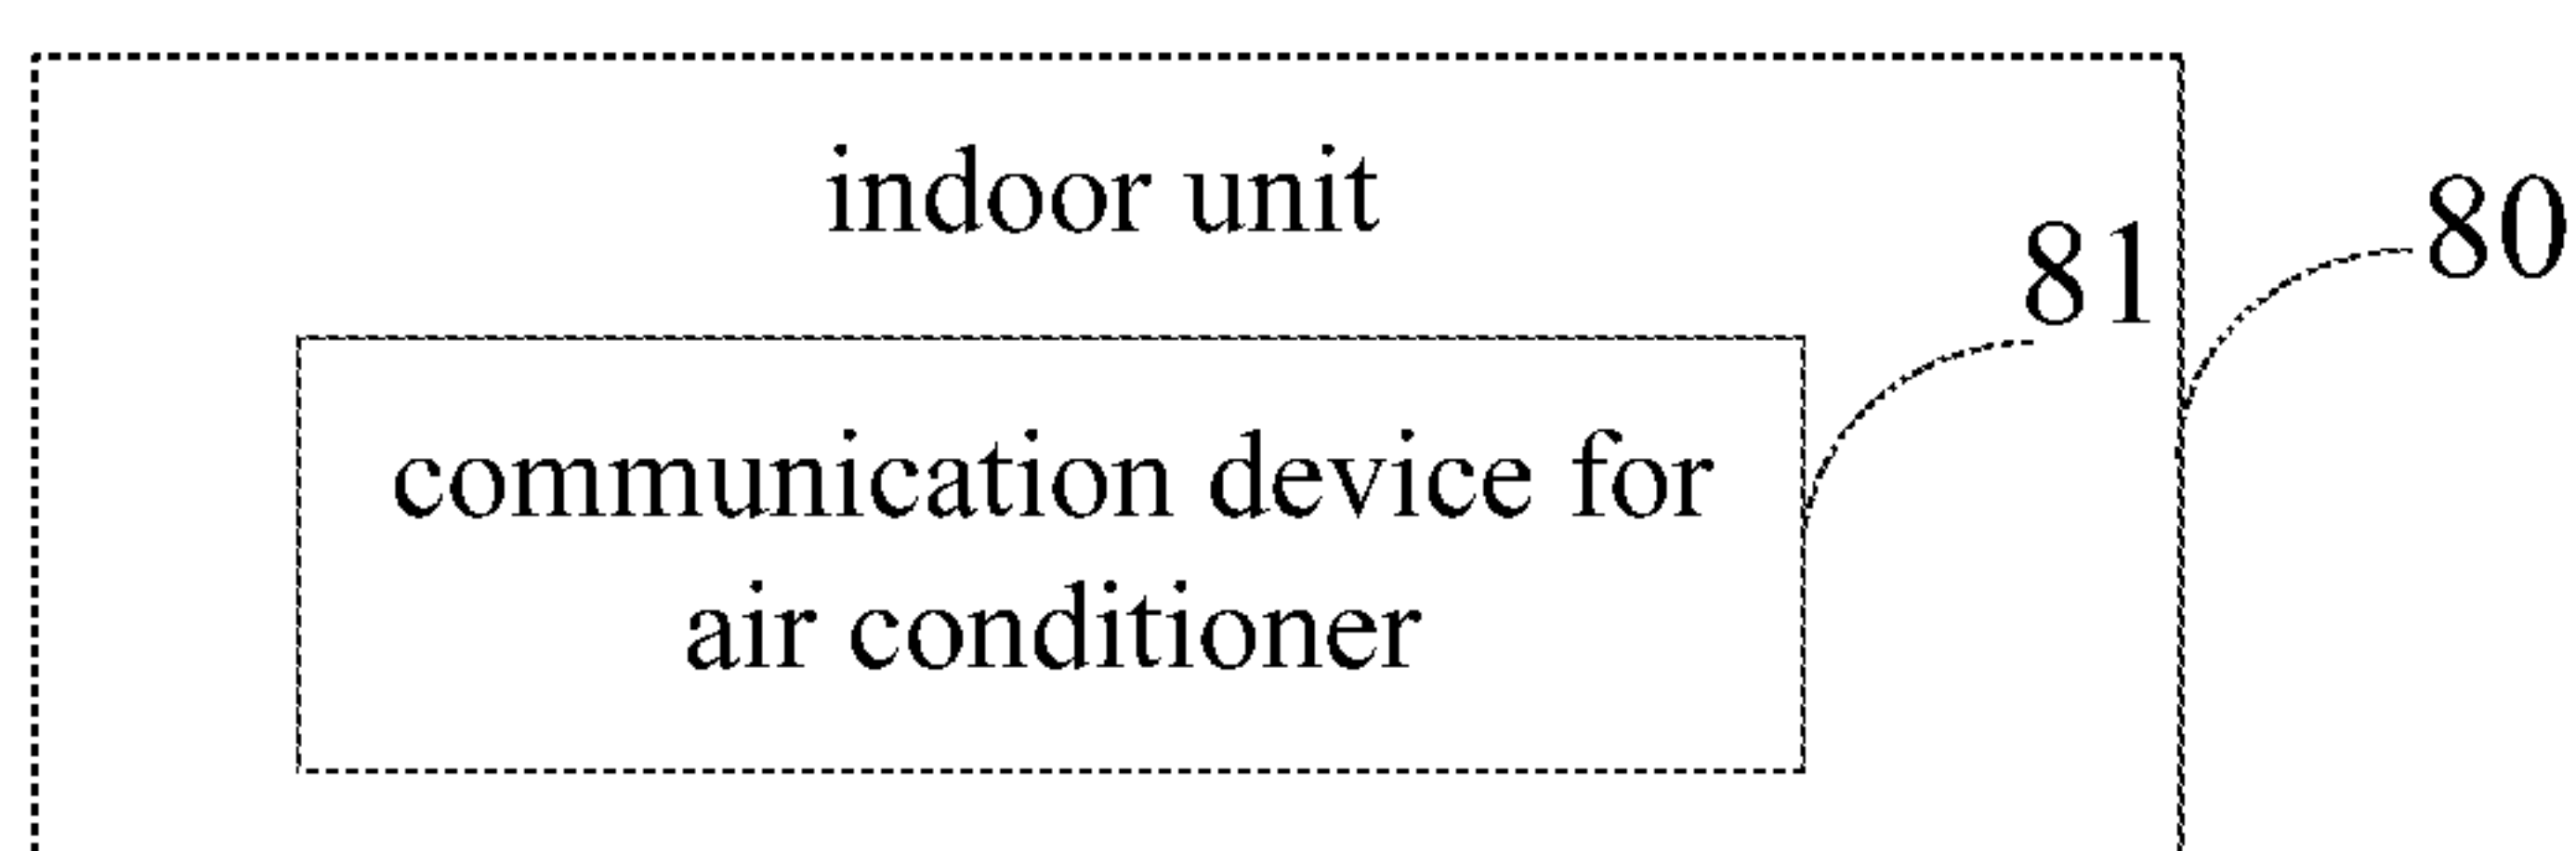 indoor unit
81
80
communication device for
air conditioner